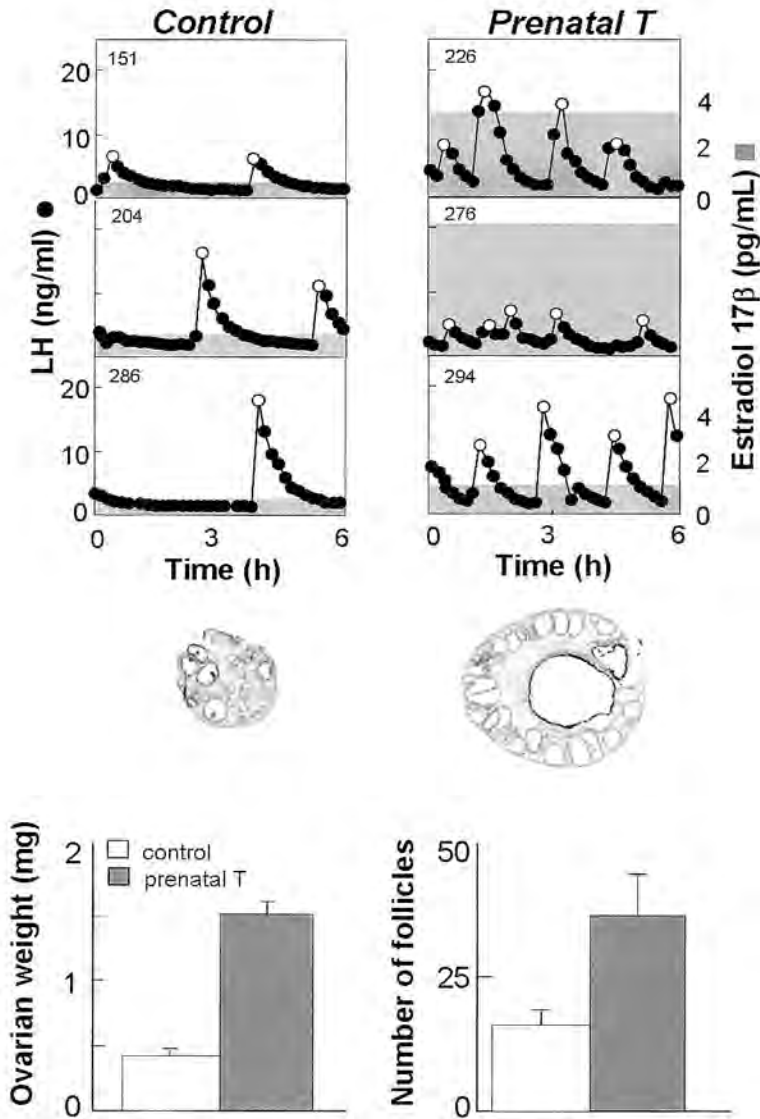 Control
Prenatal T
151
226
20
10
0
4
2
0
204
276
286
294
20
10
0
4
2
0
LH (ng/ml)
Estradiol 17β (pg/mL)
0 3 6
0 3 6
Time (h)
Time (h)
Ovarian weight (mg)
2
1
0
control
prenatal T
Number of follicles
50
25
0